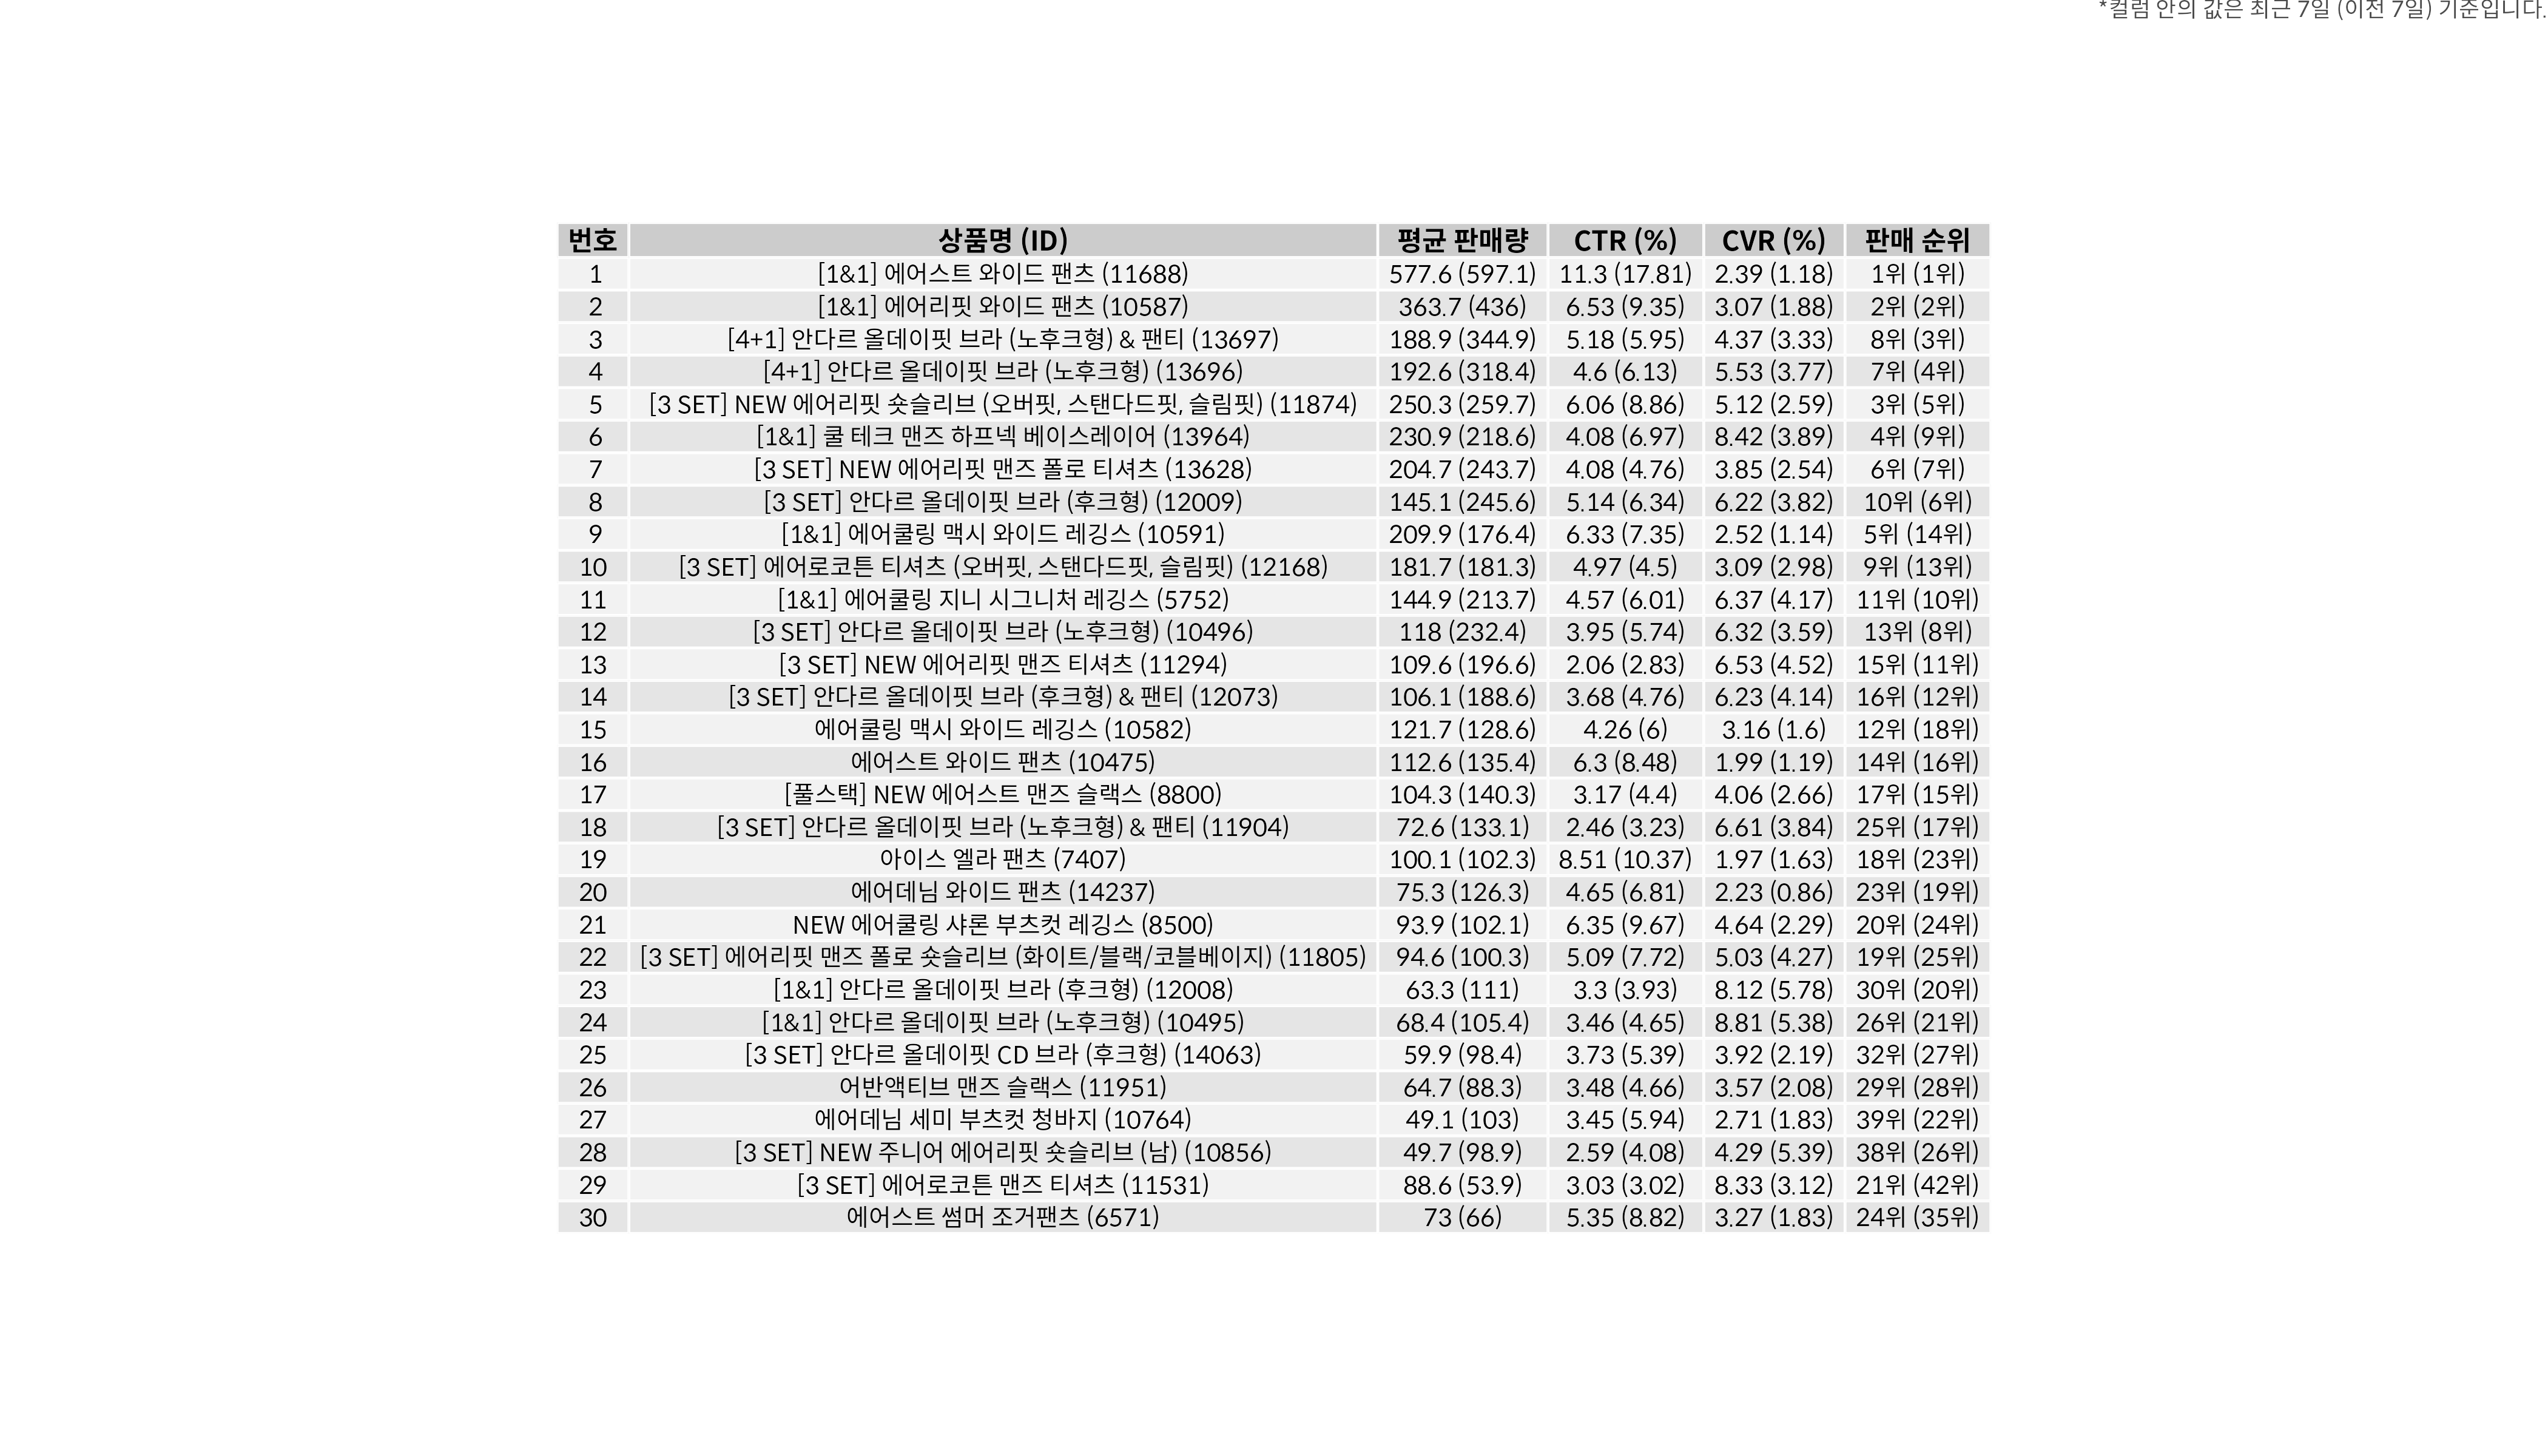 *컬럼 안의 값은 최근 7일 (이전 7일) 기준입니다.
번호 상품명 (ID) 평균 판매량 CTR (%) CVR (%) 판매 순위
1 [1&1] 에어스트 와이드 팬츠 (11688) 577.6 (597.1) 11.3 (17.81) 2.39 (1.18) 1위 (1위)
2 [1&1] 에어리핏 와이드 팬츠 (10587) 363.7 (436) 6.53 (9.35) 3.07 (1.88) 2위 (2위)
3 [4+1] 안다르 올데이핏 브라 (노후크형) & 팬티 (13697) 188.9 (344.9) 5.18 (5.95) 4.37 (3.33) 8위 (3위)
4 [4+1] 안다르 올데이핏 브라 (노후크형) (13696) 192.6 (318.4) 4.6 (6.13) 5.53 (3.77) 7위 (4위)
5 [3 SET] NEW 에어리핏 숏슬리브 (오버핏, 스탠다드핏, 슬림핏) (11874) 250.3 (259.7) 6.06 (8.86) 5.12 (2.59) 3위 (5위)
6 [1&1] 쿨 테크 맨즈 하프넥 베이스레이어 (13964) 230.9 (218.6) 4.08 (6.97) 8.42 (3.89) 4위 (9위)
7 [3 SET] NEW 에어리핏 맨즈 폴로 티셔츠 (13628) 204.7 (243.7) 4.08 (4.76) 3.85 (2.54) 6위 (7위)
8 [3 SET] 안다르 올데이핏 브라 (후크형) (12009) 145.1 (245.6) 5.14 (6.34) 6.22 (3.82) 10위 (6위)
9 [1&1] 에어쿨링 맥시 와이드 레깅스 (10591) 209.9 (176.4) 6.33 (7.35) 2.52 (1.14) 5위 (14위)
10 [3 SET] 에어로코튼 티셔츠 (오버핏, 스탠다드핏, 슬림핏) (12168) 181.7 (181.3) 4.97 (4.5) 3.09 (2.98) 9위 (13위)
11 [1&1] 에어쿨링 지니 시그니처 레깅스 (5752) 144.9 (213.7) 4.57 (6.01) 6.37 (4.17) 11위 (10위)
12 [3 SET] 안다르 올데이핏 브라 (노후크형) (10496) 118 (232.4) 3.95 (5.74) 6.32 (3.59) 13위 (8위)
13 [3 SET] NEW 에어리핏 맨즈 티셔츠 (11294) 109.6 (196.6) 2.06 (2.83) 6.53 (4.52) 15위 (11위)
14 [3 SET] 안다르 올데이핏 브라 (후크형) & 팬티 (12073) 106.1 (188.6) 3.68 (4.76) 6.23 (4.14) 16위 (12위)
15 에어쿨링 맥시 와이드 레깅스 (10582) 121.7 (128.6) 4.26 (6) 3.16 (1.6) 12위 (18위)
16 에어스트 와이드 팬츠 (10475) 112.6 (135.4) 6.3 (8.48) 1.99 (1.19) 14위 (16위)
17 [풀스택] NEW 에어스트 맨즈 슬랙스 (8800) 104.3 (140.3) 3.17 (4.4) 4.06 (2.66) 17위 (15위)
18 [3 SET] 안다르 올데이핏 브라 (노후크형) & 팬티 (11904) 72.6 (133.1) 2.46 (3.23) 6.61 (3.84) 25위 (17위)
19 아이스 엘라 팬츠 (7407) 100.1 (102.3) 8.51 (10.37) 1.97 (1.63) 18위 (23위)
20 에어데님 와이드 팬츠 (14237) 75.3 (126.3) 4.65 (6.81) 2.23 (0.86) 23위 (19위)
21 NEW 에어쿨링 샤론 부츠컷 레깅스 (8500) 93.9 (102.1) 6.35 (9.67) 4.64 (2.29) 20위 (24위)
22 [3 SET] 에어리핏 맨즈 폴로 숏슬리브 (화이트/블랙/코블베이지) (11805) 94.6 (100.3) 5.09 (7.72) 5.03 (4.27) 19위 (25위)
23 [1&1] 안다르 올데이핏 브라 (후크형) (12008) 63.3 (111) 3.3 (3.93) 8.12 (5.78) 30위 (20위)
24 [1&1] 안다르 올데이핏 브라 (노후크형) (10495) 68.4 (105.4) 3.46 (4.65) 8.81 (5.38) 26위 (21위)
25 [3 SET] 안다르 올데이핏 CD 브라 (후크형) (14063) 59.9 (98.4) 3.73 (5.39) 3.92 (2.19) 32위 (27위)
26 어반액티브 맨즈 슬랙스 (11951) 64.7 (88.3) 3.48 (4.66) 3.57 (2.08) 29위 (28위)
27 에어데님 세미 부츠컷 청바지 (10764) 49.1 (103) 3.45 (5.94) 2.71 (1.83) 39위 (22위)
28 [3 SET] NEW 주니어 에어리핏 숏슬리브 (남) (10856) 49.7 (98.9) 2.59 (4.08) 4.29 (5.39) 38위 (26위)
29 [3 SET] 에어로코튼 맨즈 티셔츠 (11531) 88.6 (53.9) 3.03 (3.02) 8.33 (3.12) 21위 (42위)
30 에어스트 썸머 조거팬츠 (6571) 73 (66) 5.35 (8.82) 3.27 (1.83) 24위 (35위)